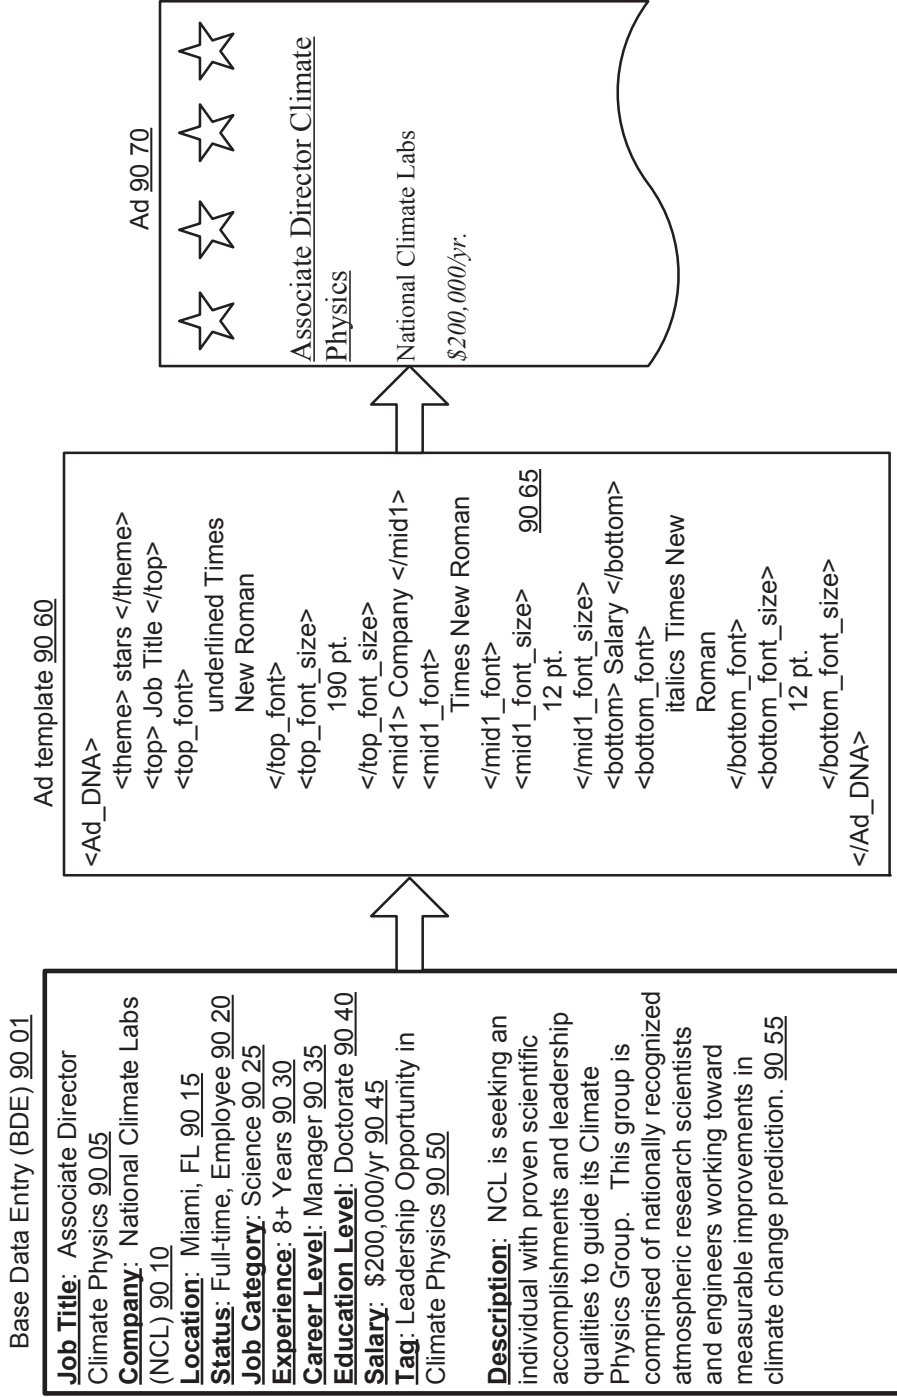 Base Data Entry (BDE) 90 01
Job Title: Associate Director
Climate Physics 90 05
Company: National Climate Labs
(NCL) 90 10
Location: Miami, FL 90 15
Status: Full-time, Employee 90 20
Job Category: Science 90 25
Experience: 8+ Years 90 30
Career Level: Manager 90 35
Education Level: Doctorate 90 40
Salary: $200,000/yr 90 45
Tag: Leadership Opportunity in
Climate Physics 90 50
Description: NCL is seeking an
individual with proven scientific
accomplishments and leadership
qualities to guide its Climate
Physics Group. This group is
comprised of nationally recognized
atmospheric research scientists
and engineers working toward
measurable improvements in
climate change prediction. 90 55
Ad template 90 60
<Ad_DNA>
<theme> stars </theme>
<top> Job Title </top>
<top_font>
underlined Times
New Roman
</top_font>
<top_font_size>
190 pt.
</top_font_size>
<mid1> Company </mid1>
<mid1_font>
Times New Roman
</mid1_font>
<mid1_font_size> 90 65
12 pt.
</mid1_font_size>
<bottom> Salary </bottom>
<bottom_font>
italics Times New
Roman
</bottom_font>
<bottom_font_size>
12 pt.
</bottom_font_size>
</Ad_DNA>
Ad 90 70
Associate Director Climate
Physics
National Climate Labs
$200,000/yr.